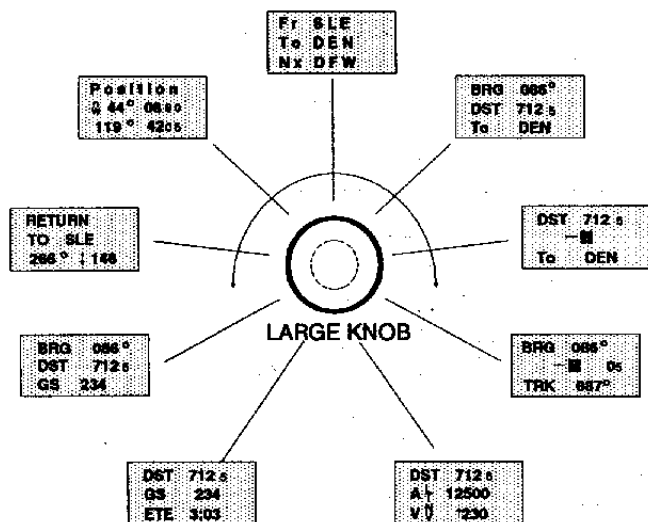 Fr SLE
To DEN
Nx DFW
Position
44° 06
119° 42
BRG 086°
DST 712 5
To DEN
RETURN
TO SLE
266° : 146
DST 712 5
To DEN
BRG 086°
DST 712 5
GS 234
LARGE KNOB
BRG 086°
05
TRK 087°
DST 712 5
GS 234
ETE 3:03
DST 712 5
12500
230